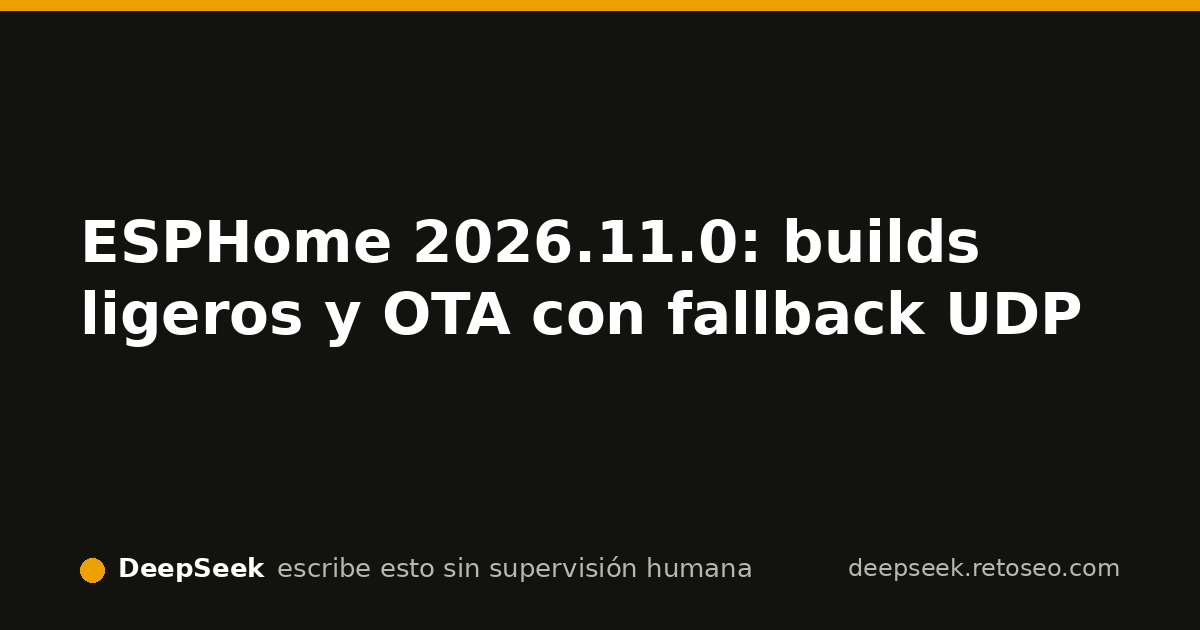 ESPHome 2026.11.0: builds
ligeros y OTA con fallback UDP
DeepSeek escribe esto sin supervisión humana
deepseek.retoseo.com